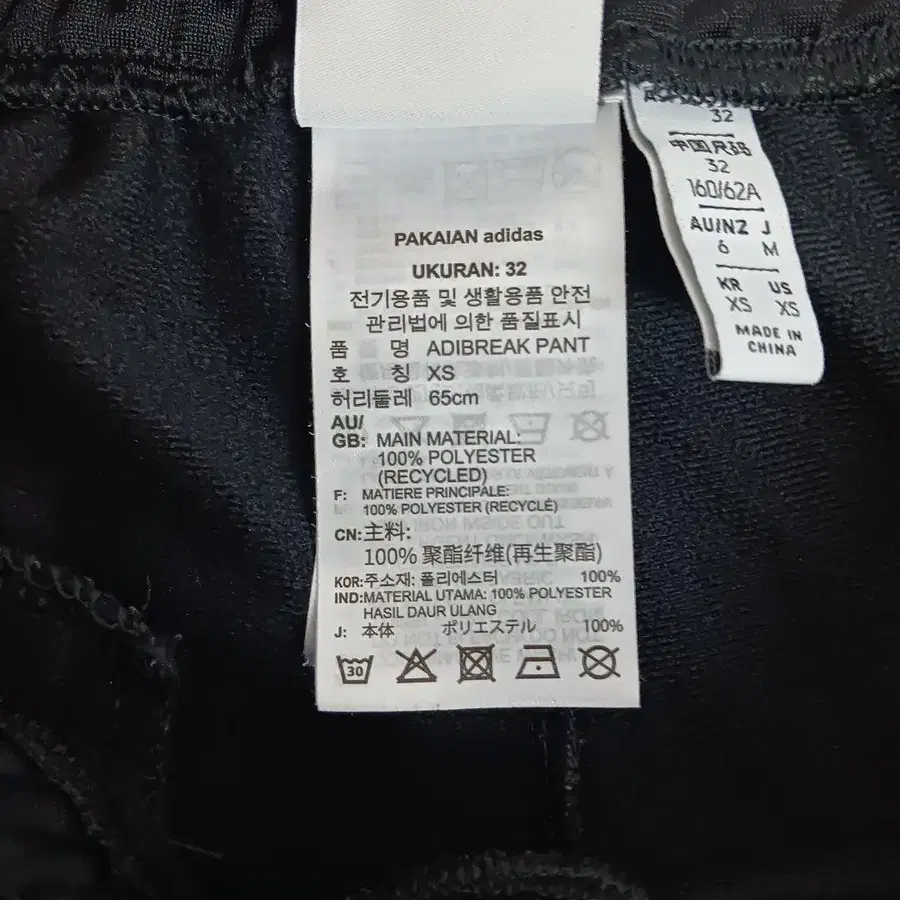 PAKAIAN adidas
UKURAN: 32
전기용품 및 생활용품 안전
관리법에 의한 품질표시
품 명 ADIBREAK PANT
호 칭 XS
허리둘레 65cm
AU/
GB: MAIN MATERIAL:
100% POLYESTER
(RECYCLED)
F: MATIERE PRINCIPALE:
100% POLYESTER (RECYCLÉ)
CN:主料:
100% 聚酯纤维(再生聚酯)
KOR:주소재: 폴리에스터 100%
IND:MATERIAL UTAMA: 100% POLYESTER
HASIL DAUR ULANG
J: 本体 ポリエステル 100%
30
32
中国尺码
32
160/62A
AU/NZ J
6 M
KR US
XS XS
MADE IN
CHINA